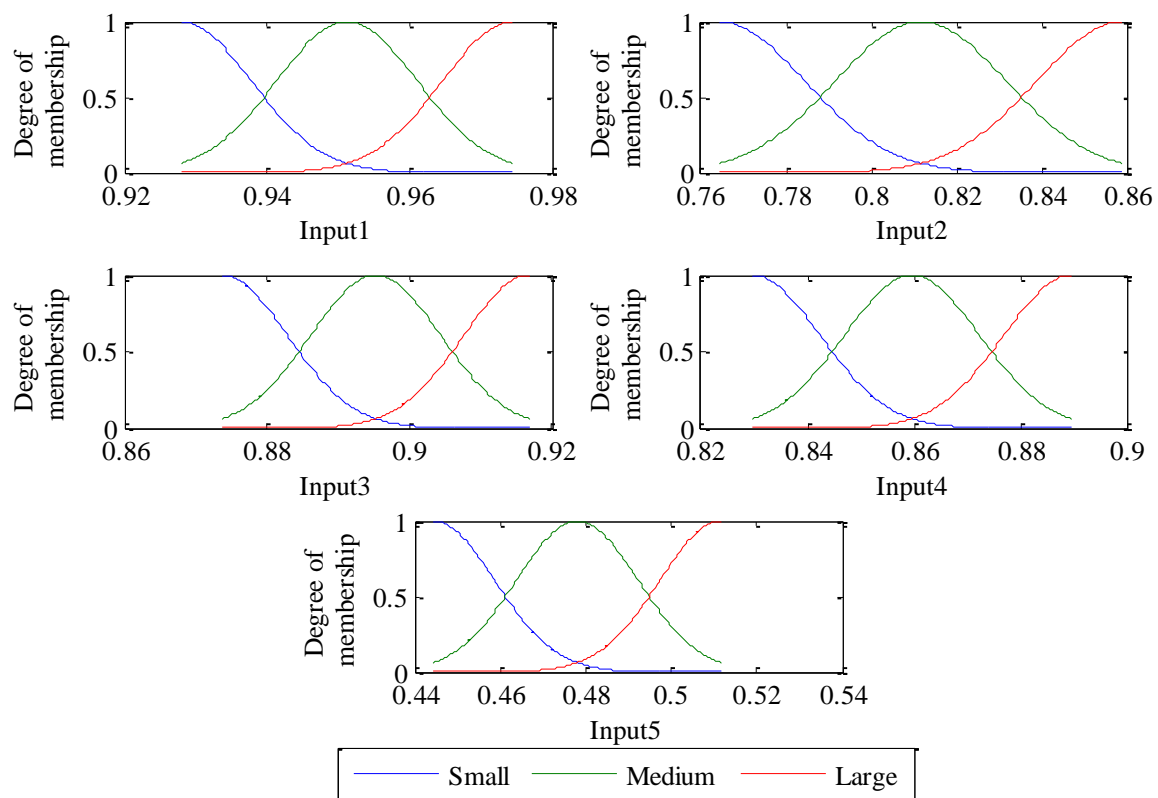 1
0.5
0
Degree of
membership
0.92 0.94 0.96 0.98
Input1
1
0.5
0
Degree of
membership
0.76 0.78 0.8 0.82 0.84 0.86
Input2
1
0.5
0
Degree of
membership
0.86 0.88 0.9 0.92
Input3
1
0.5
0
Degree of
membership
0.82 0.84 0.86 0.88 0.9
Input4
1
0.5
0
Degree of
membership
0.44 0.46 0.48 0.5 0.52 0.54
Input5
Small Medium Large